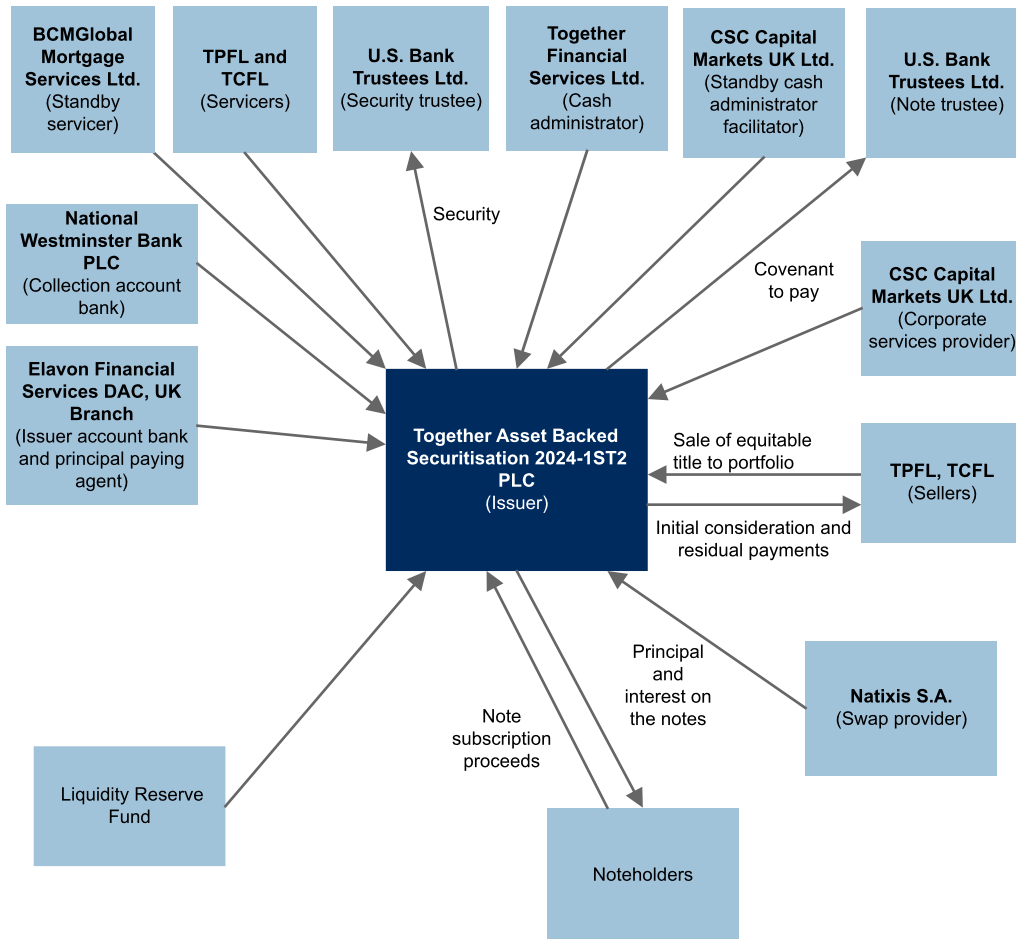 BCMGlobal
Mortgage
Services Ltd.
(Standby
servicer)
TPFL and
TCFL
(Servicers)
U.S. Bank
Trustees Ltd.
(Security trustee)
Together
Financial
Services Ltd.
(Cash
administrator)
CSC Capital
Markets UK Ltd.
(Standby cash
administrator
facilitator)
U.S. Bank
Trustees Ltd.
(Note trustee)
National
Westminster Bank
PLC
(Collection account
bank)
Security
Covenant
to pay
CSC Capital
Markets UK Ltd.
(Corporate
services provider)
Elavon Financial
Services DAC, UK
Branch
(Issuer account bank
and principal paying
agent)
Together Asset Backed
Securitisation 2024-1ST2
PLC
(Issuer)
Sale of equitable
title to portfolio
Initial consideration and
residual payments
TPFL, TCFL
(Sellers)
Principal
and
interest on
the notes
Natixis S.A.
(Swap provider)
Note
subscription
proceeds
Liquidity Reserve
Fund
Noteholders